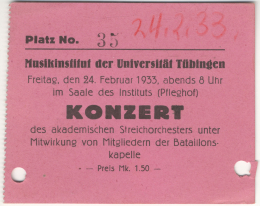 24.2.33.
Platz No. 35
Musikinstitut der Universität Tübingen
Freitag, den 24. Februar 1933, abends 8 Uhr
im Saale des Instituts (Pfleghof)
KONZERT
des akademischen Streichorchesters unter
Mitwirkung von Mitgliedern der Bataillons-
kapelle
- -- Preis Mk. 1.50 --